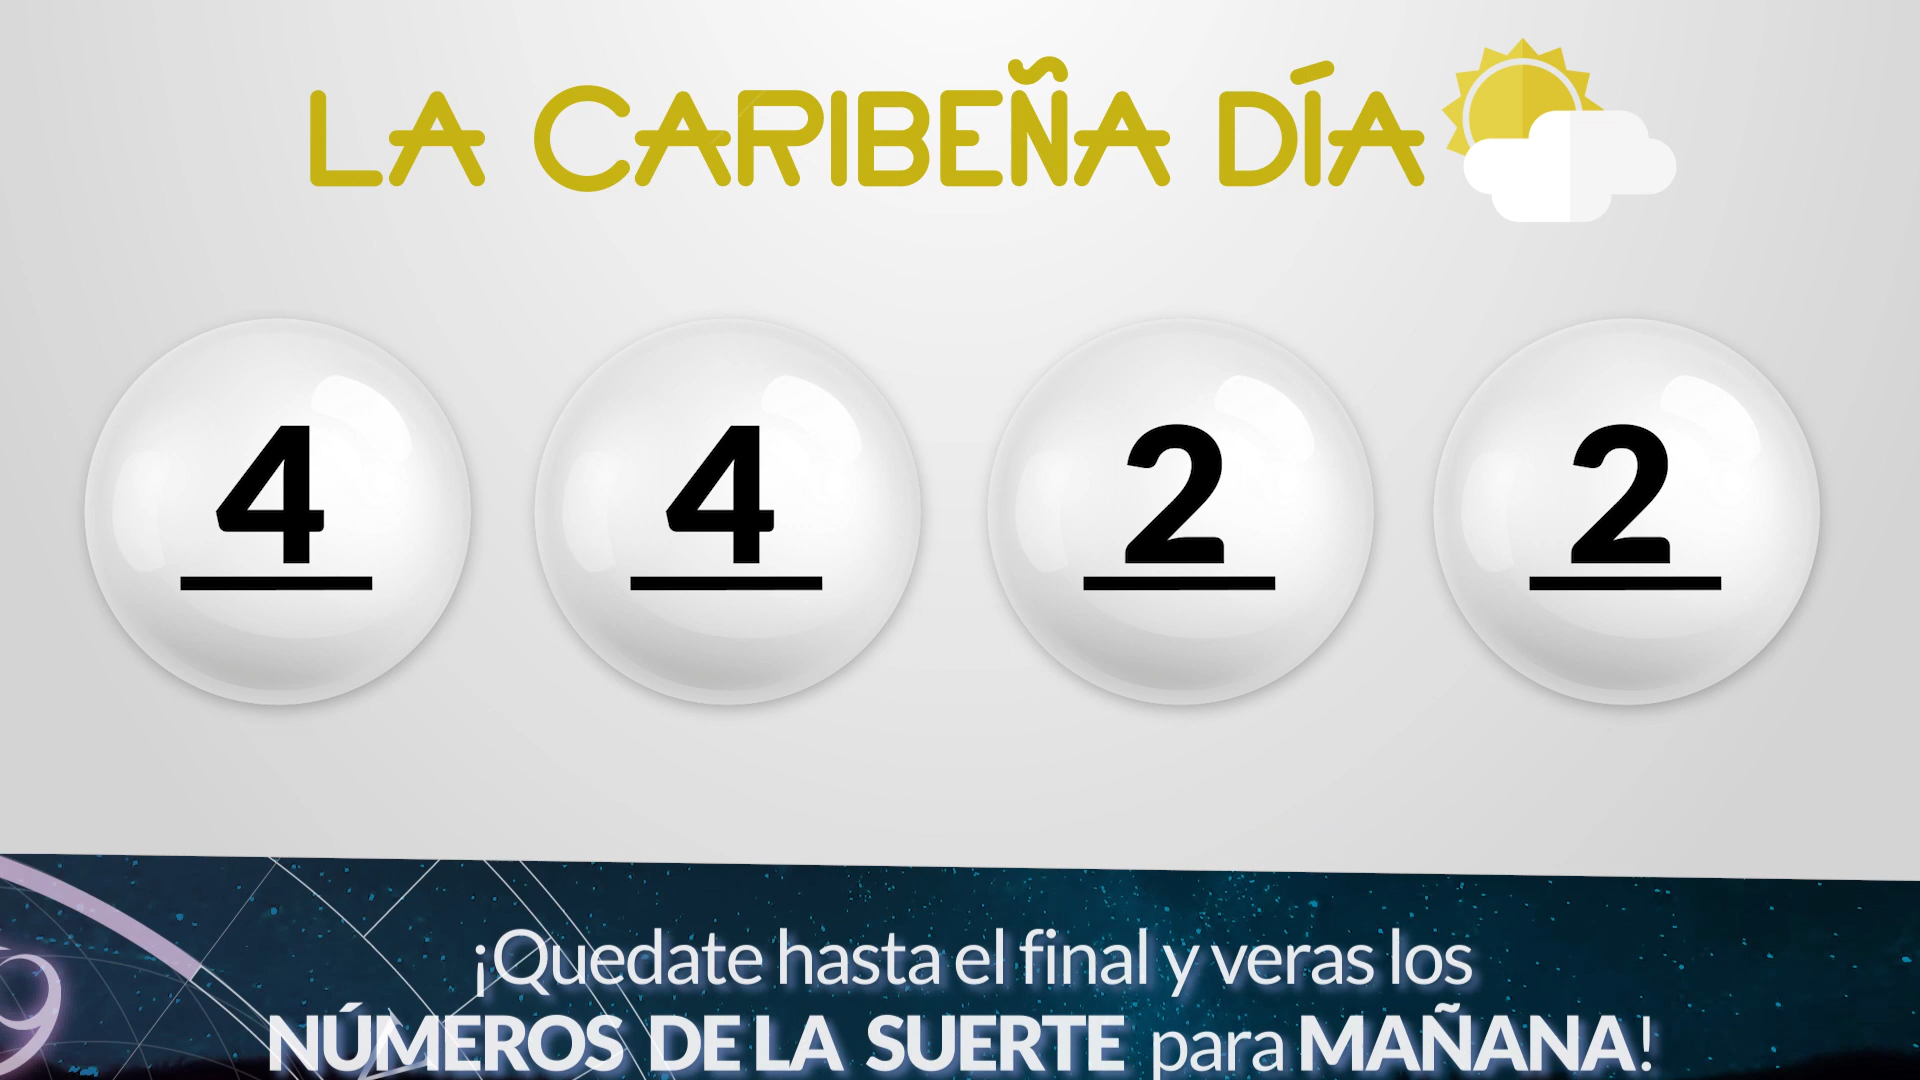 LA CARIBEÑA DÍA
4 4 2 2
¡Quedate hasta el final y veras los
NÚMEROS DE LA SUERTE para MAÑANA!
9